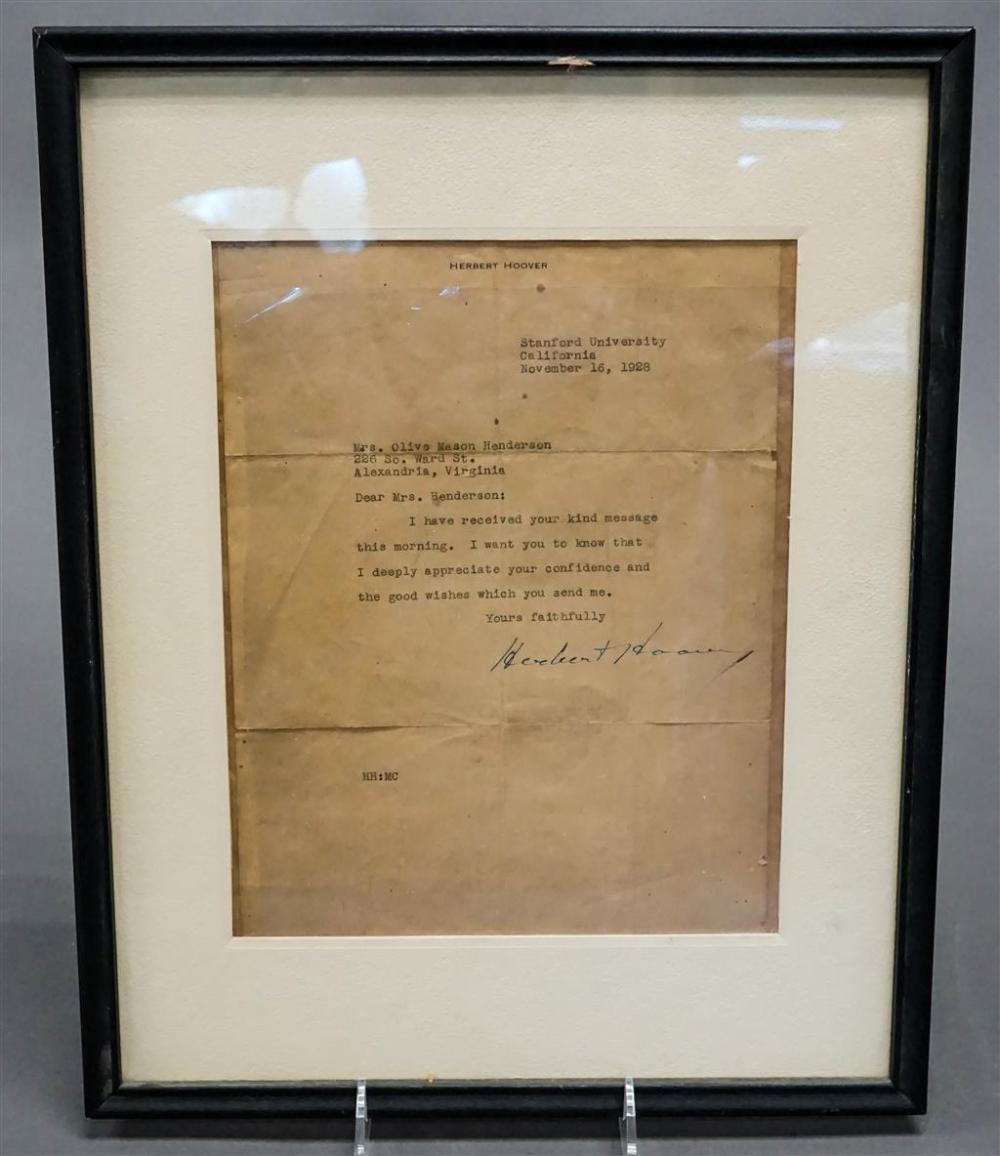 HERBERT HOOVER
Stanford University
California
November 16, 1928
Mrs. Olive Mason Henderson
226 So. Ward St.
Alexandria, Virginia
Dear Mrs. Henderson:
I have received your kind message
this morning. I want you to know that
I deeply appreciate your confidence and
the good wishes which you send me.
Yours faithfully
Herbert Hoover
HH:MC